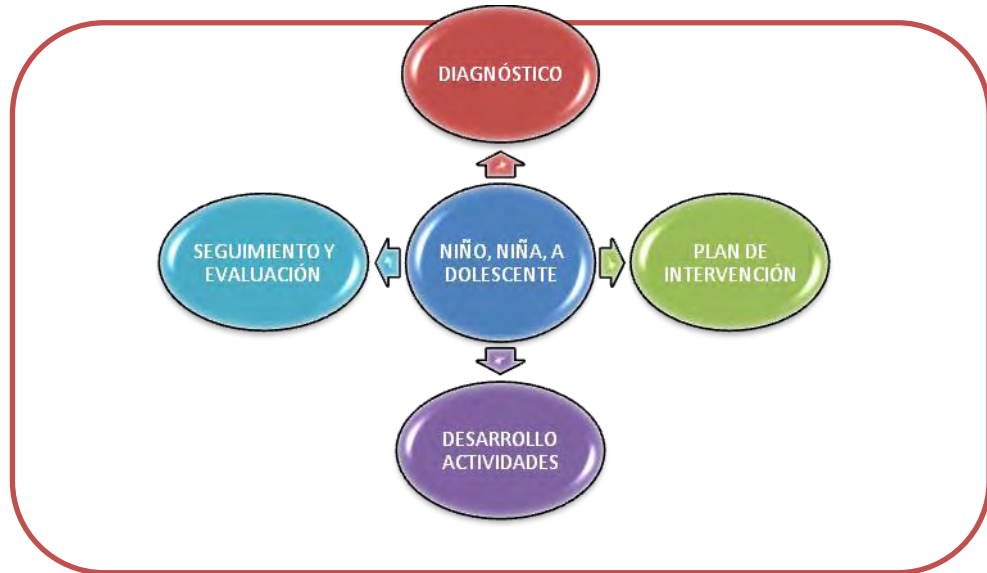 DIAGNÓSTICO
SEGUIMIENTO Y
EVALUACIÓN
NIÑO, NIÑA, A
DOLESCENTE
PLAN DE
INTERVENCIÓN
DESARROLLO
ACTIVIDADES